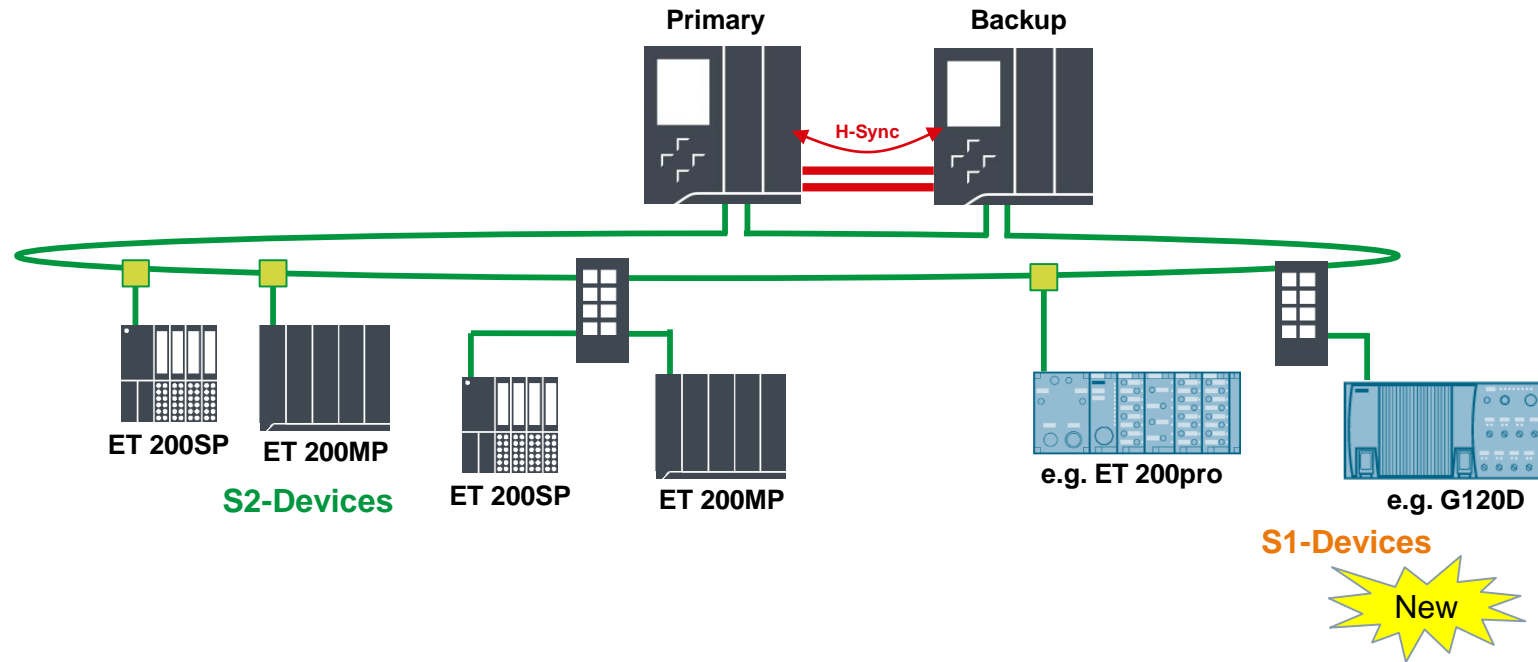 Primary
Backup
H-Sync
ET 200SP
ET 200MP
ET 200SP
ET 200MP
e.g. ET 200pro
e.g. G120D
S2-Devices
S1-Devices
New